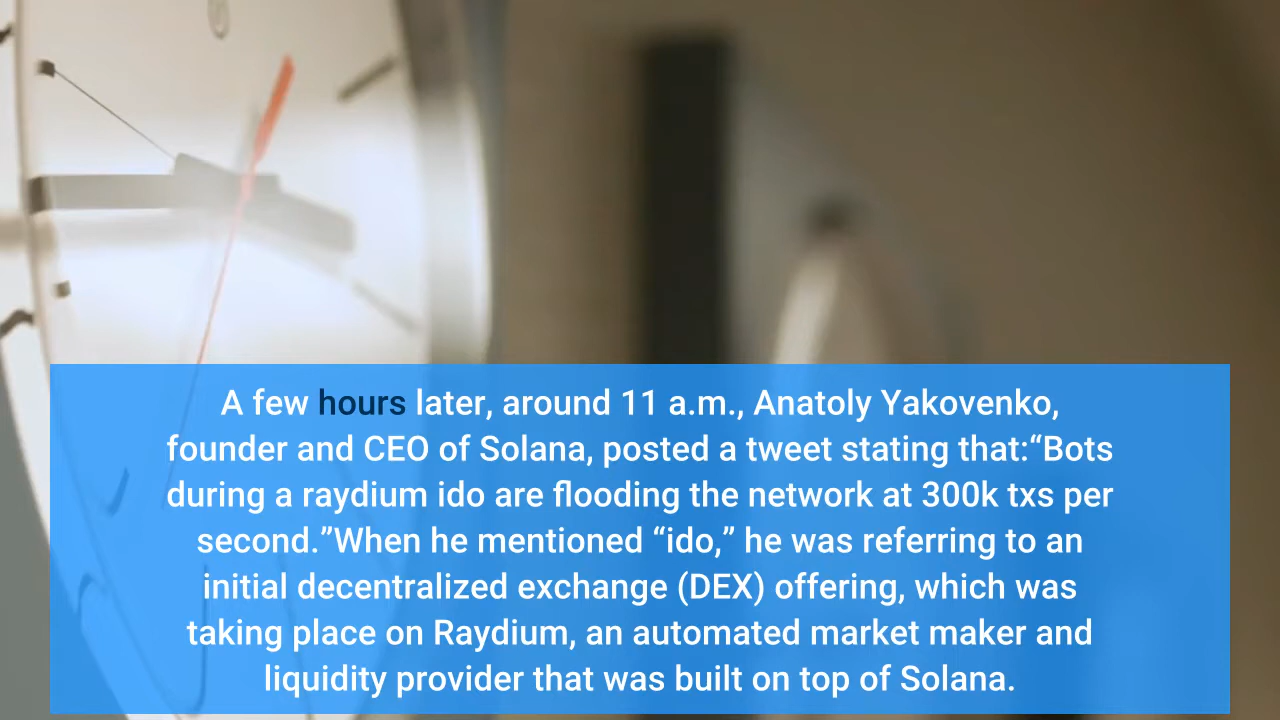 A few hours later, around 11 a.m., Anatoly Yakovenko,
founder and CEO of Solana, posted a tweet stating that:“Bots
during a raydium ido are flooding the network at 300k txs per
second.”When he mentioned “ido,” he was referring to an
initial decentralized exchange (DEX) offering, which was
taking place on Raydium, an automated market maker and
liquidity provider that was built on top of Solana.